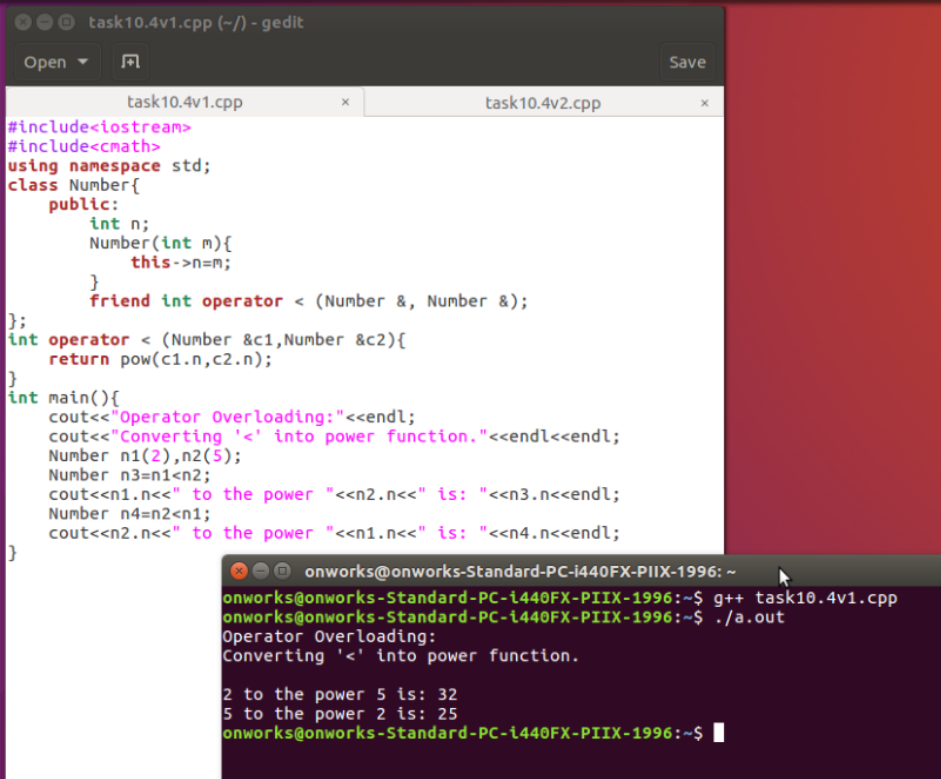 task10.4v1.cpp (~/) - gedit
Open
Save
task10.4v1.cpp × task10.4v2.cpp ×
#include<iostream>
#include<cmath>
using namespace std;
class Number{
    public:
        int n;
        Number(int m){
            this->n=m;
        }
        friend int operator < (Number &, Number &);
};
int operator < (Number &c1,Number &c2){
    return pow(c1.n,c2.n);
}
int main(){
    cout<<"Operator Overloading:"<<endl;
    cout<<"Converting '<' into power function."<<endl<<endl;
    Number n1(2),n2(5);
    Number n3=n1<n2;
    cout<<n1.n<<" to the power "<<n2.n<<" is: "<<n3.n<<endl;
    Number n4=n2<n1;
    cout<<n2.n<<" to the power "<<n1.n<<" is: "<<n4.n<<endl;
}
onworks@onworks-Standard-PC-i440FX-PIIX-1996: ~
onworks@onworks-Standard-PC-i440FX-PIIX-1996:~$ g++ task10.4v1.cpp
onworks@onworks-Standard-PC-i440FX-PIIX-1996:~$ ./a.out
Operator Overloading:
Converting '<' into power function.

2 to the power 5 is: 32
5 to the power 2 is: 25
onworks@onworks-Standard-PC-i440FX-PIIX-1996:~$